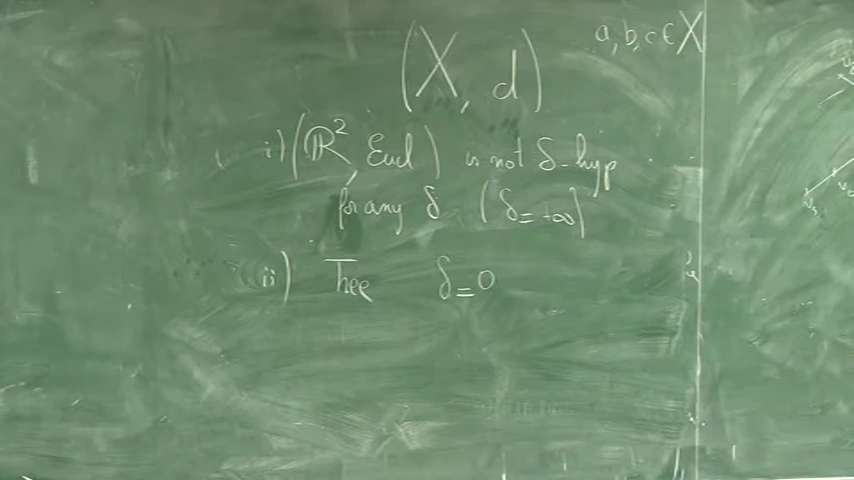 (X, d)
a, b, c ∈ X
i) (ℝ², Eucl) is not δ-hyp
for any δ (δ = +∞)
ii) Tree δ = 0